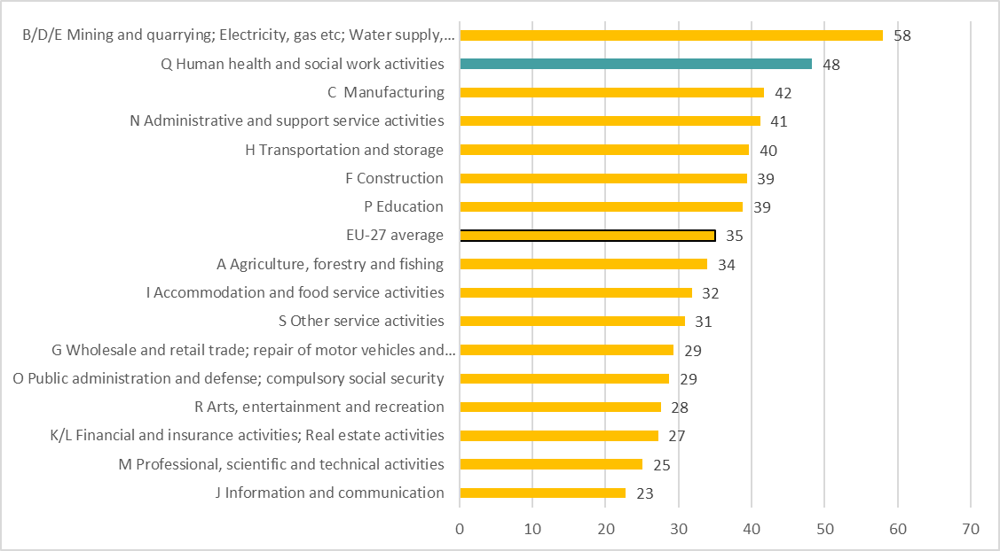 B/D/E Mining and quarrying; Electricity, gas etc; Water supply,... 58
Q Human health and social work activities 48
C  Manufacturing 42
N Administrative and support service activities 41
H Transportation and storage 40
F Construction 39
P Education 39
EU-27 average 35
A Agriculture, forestry and fishing 34
I Accommodation and food service activities 32
S Other service activities 31
G Wholesale and retail trade; repair of motor vehicles and... 29
O Public administration and defense; compulsory social security 29
R Arts, entertainment and recreation 28
K/L Financial and insurance activities; Real estate activities 27
M Professional, scientific and technical activities 25
J Information and communication 23
0 10 20 30 40 50 60 70